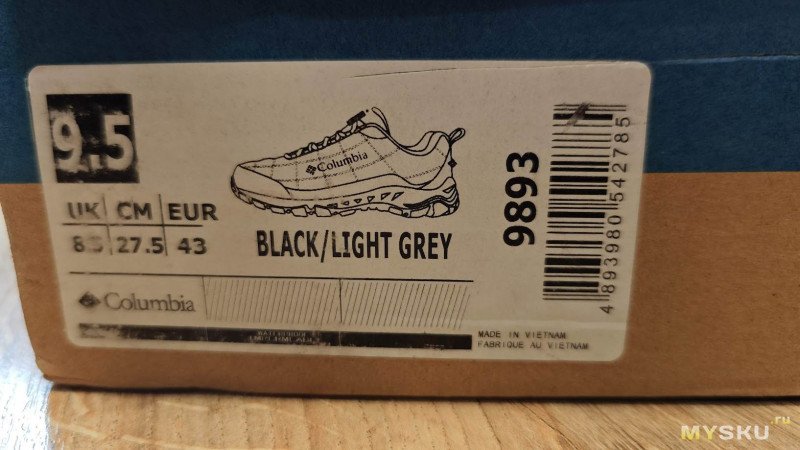 9.5
Columbia
UK CM EUR
8.5 27.5 43
BLACK/LIGHT GREY
9893
4 893980 542785
Columbia
WATERPROOF
MADE IN VIETNAM
FABRIQUE AU VIETNAM
MYSKU.ru